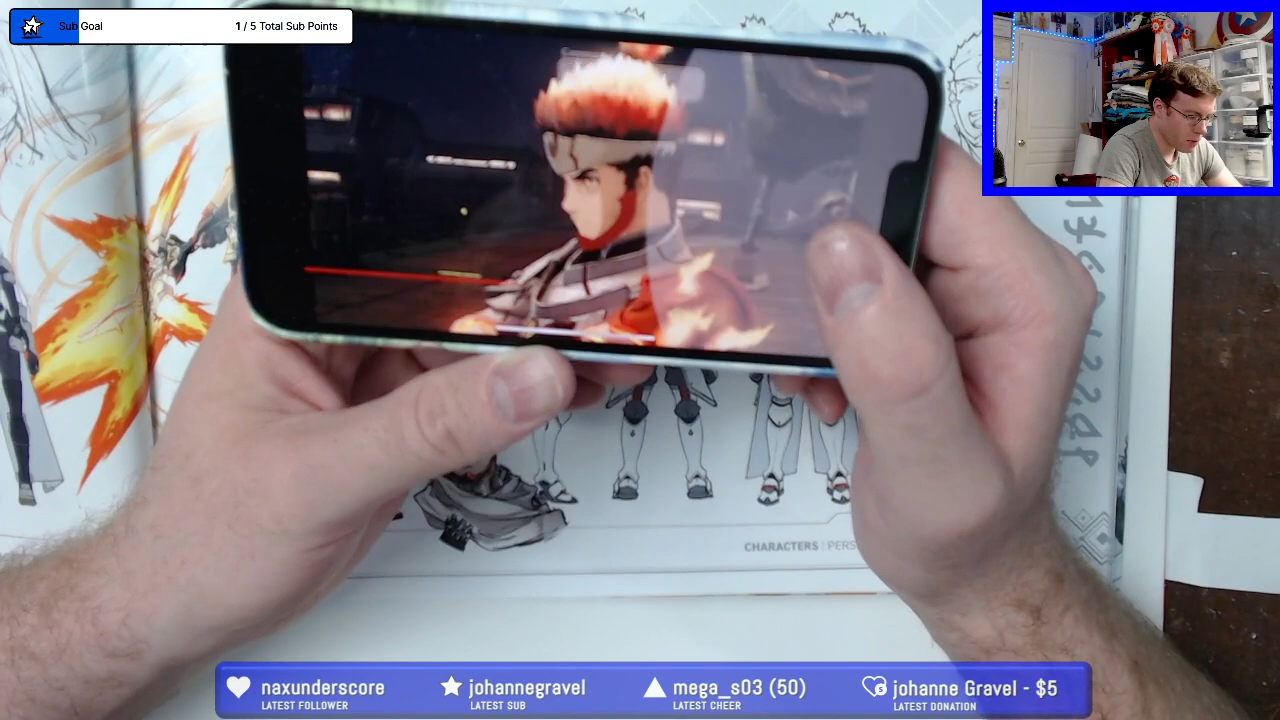 Sub Goal
1 / 5 Total Sub Points
CHARACTERS | PERS
naxunderscore
LATEST FOLLOWER
johannegravel
LATEST SUB
mega_s03 (50)
LATEST CHEER
johanne Gravel - $5
LATEST DONATION